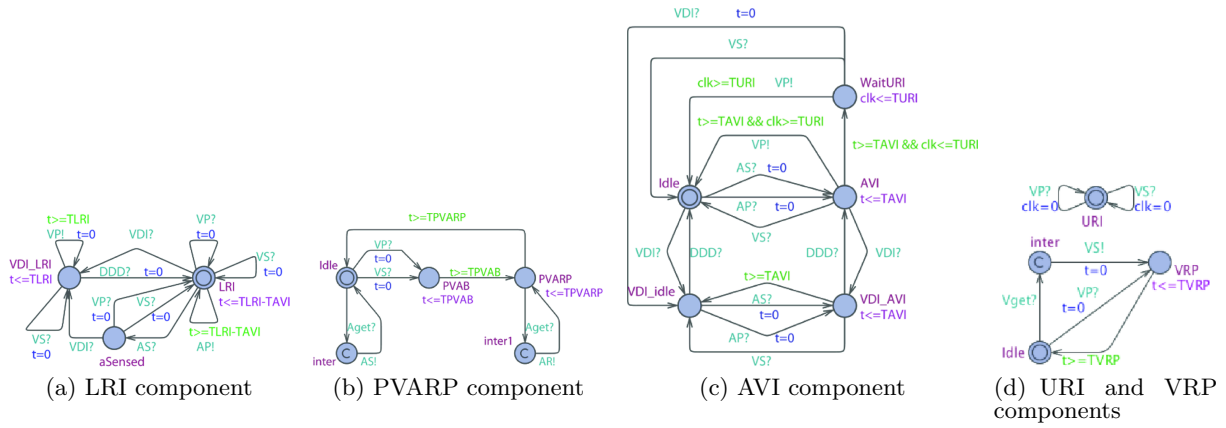 t>=TLRI
VP! t=0
VDI?
VP?
t=0
VDI_LRI
t<=TLRI
DDD? t=0
VS?
t=0
LRI
t<=TLRI-TAVI
VP?
t=0
VS?
t=0
VS?
t=0
VDI?
AS?
t>=TLRI-TAVI
AP!
aSensed
(a) LRI component
t>=TPVARP
Idle
VP?
t=0
VS?
t=0
t>=TPVAB
PVAB
t<=TPVAB
PVARP
t<=TPVARP
Aget?
Aget?
inter
C
AS!
inter1
C
AR!
(b) PVARP component
VDI? t=0
VS?
clk>=TURI VP!
WaitURI
clk<=TURI
t>=TAVI && clk>=TURI
VP!
t>=TAVI && clk<=TURI
Idle
AS? t=0
AVI
t<=TAVI
AP? t=0
VS?
VDI?
DDD?
DDD?
VDI?
t>=TAVI
VDI_idle
AS?
t=0
VDI_AVI
t<=TAVI
AP? t=0
VS?
(c) AVI component
VP?
clk=0
VS?
clk=0
URI
inter
C
VS!
t=0
VRP
t<=TVRP
Vget?
VP?
t=0
Idle
t>=TVRP
(d) URI and VRP
components